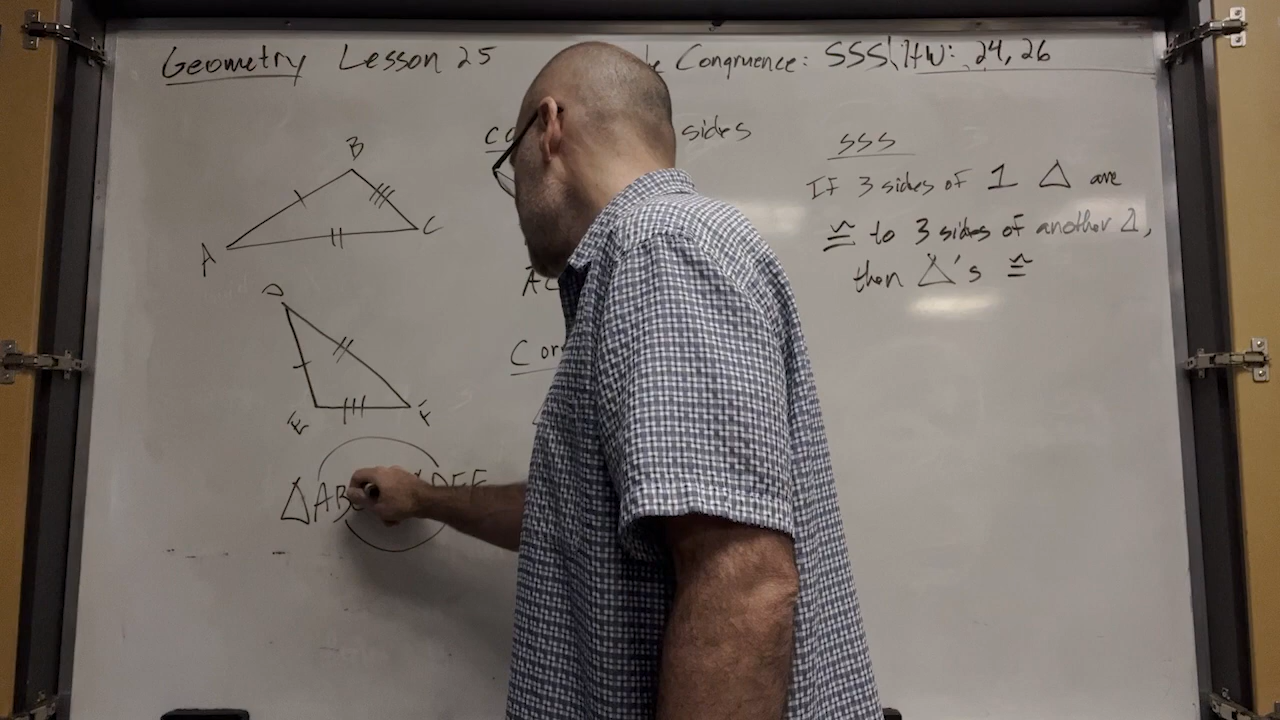 Geometry Lesson 25 Congruence: SSS\HW: 24, 26
sides
B
C
A
D
E
F
△AB DEF
SSS
If 3 sides of 1 △ are
≅ to 3 sides of another △,
then △'s ≅